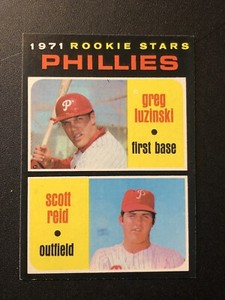 1971 ROOKIE STARS
PHILLIES
greg
luzinski
first base
scott
reid
outfield
P
P